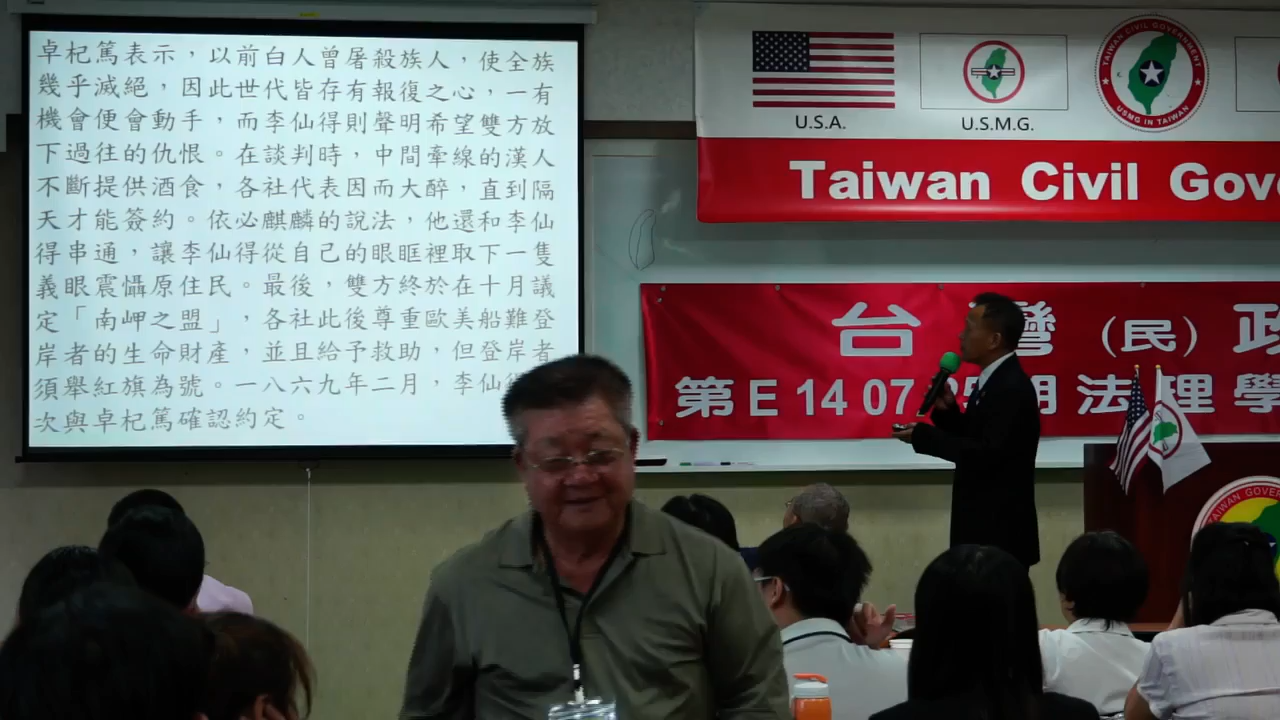 卓杞篤表示，以前白人曾屠殺族人，使全族
幾乎滅絕，因此世代皆存有報復之心，一有
機會便會動手，而李仙得則聲明希望雙方放
下過往的仇恨。在談判時，中間牽線的漢人
不斷提供酒食，各社代表因而大醉，直到隔
天才能簽約。依必麒麟的說法，他還和李仙
得串通，讓李仙得從自己的眼眶裡取下一隻
義眼震懾原住民。最後，雙方終於在十月議
定「南岬之盟」，各社此後尊重歐美船難登
岸者的生命財產，並且給予救助，但登岸者
須舉紅旗為號。一八六九年二月，李仙
次與卓杞篤確認約定。
U.S.A.
U.S.M.G.
TAIWAN CIVIL GOVERNMENT
USMG IN TAIWAN
Taiwan Civil Gove
台灣（民）政
第E 14 07 期法理學
TAIWAN GOVER